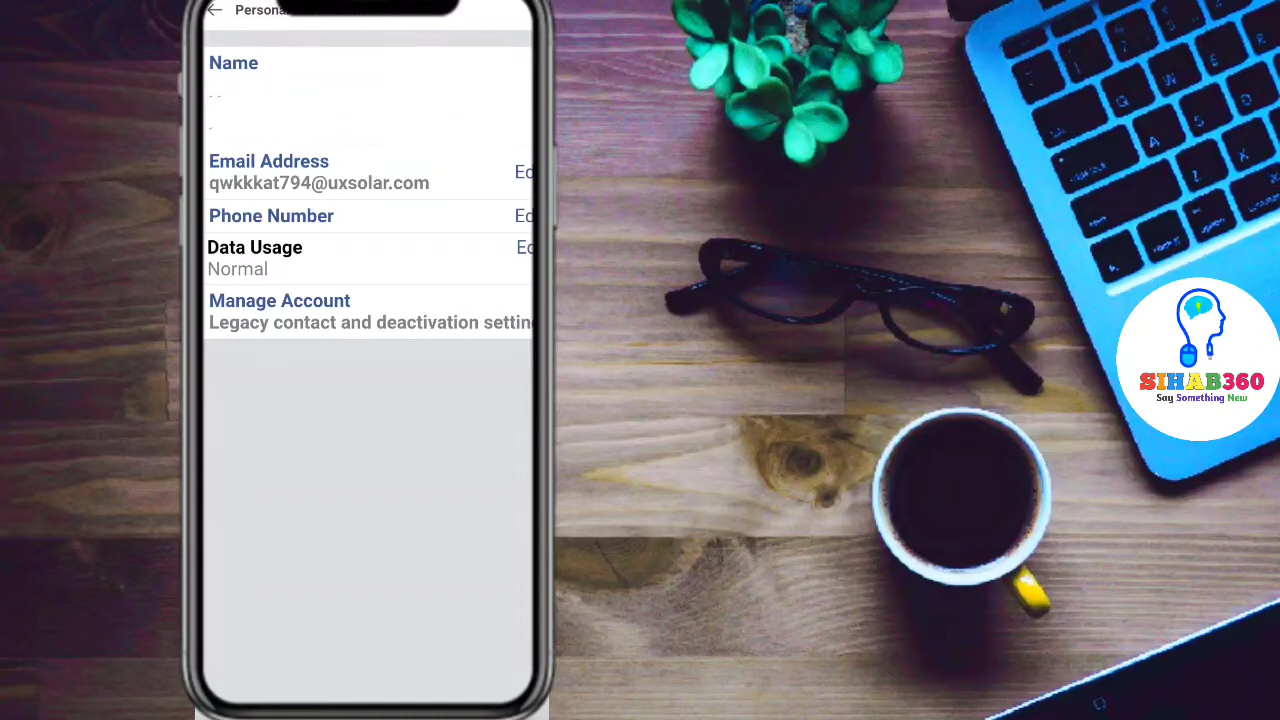 Persona
Name
Email Address
Ed
qwkkkat794@uxsolar.com
Phone Number
Ed
Data Usage
Ed
Normal
Manage Account
Legacy contact and deactivation settin
SIHAB360
Say Something New